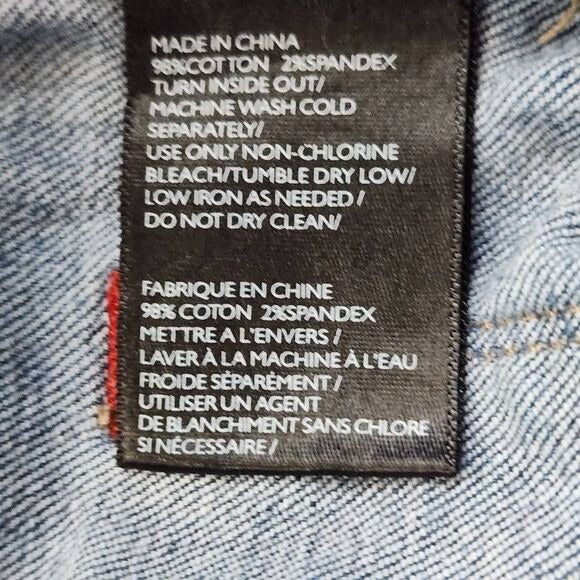 MADE IN CHINA
98%COTTON 2%SPANDEX
TURN INSIDE OUT/
MACHINE WASH COLD
SEPARATELY/
USE ONLY NON-CHLORINE
BLEACH/TUMBLE DRY LOW/
LOW IRON AS NEEDED/
DO NOT DRY CLEAN/
FABRIQUE EN CHINE
98% COTON 2%SPANDEX
METTRE A L'ENVERS/
LAVER À LA MACHINE À L'EAU
FROIDE SÉPARÉMENT/
UTILISER UN AGENT
DE BLANCHIMENT SANS CHLORE
SI NÉCESSAIRE/